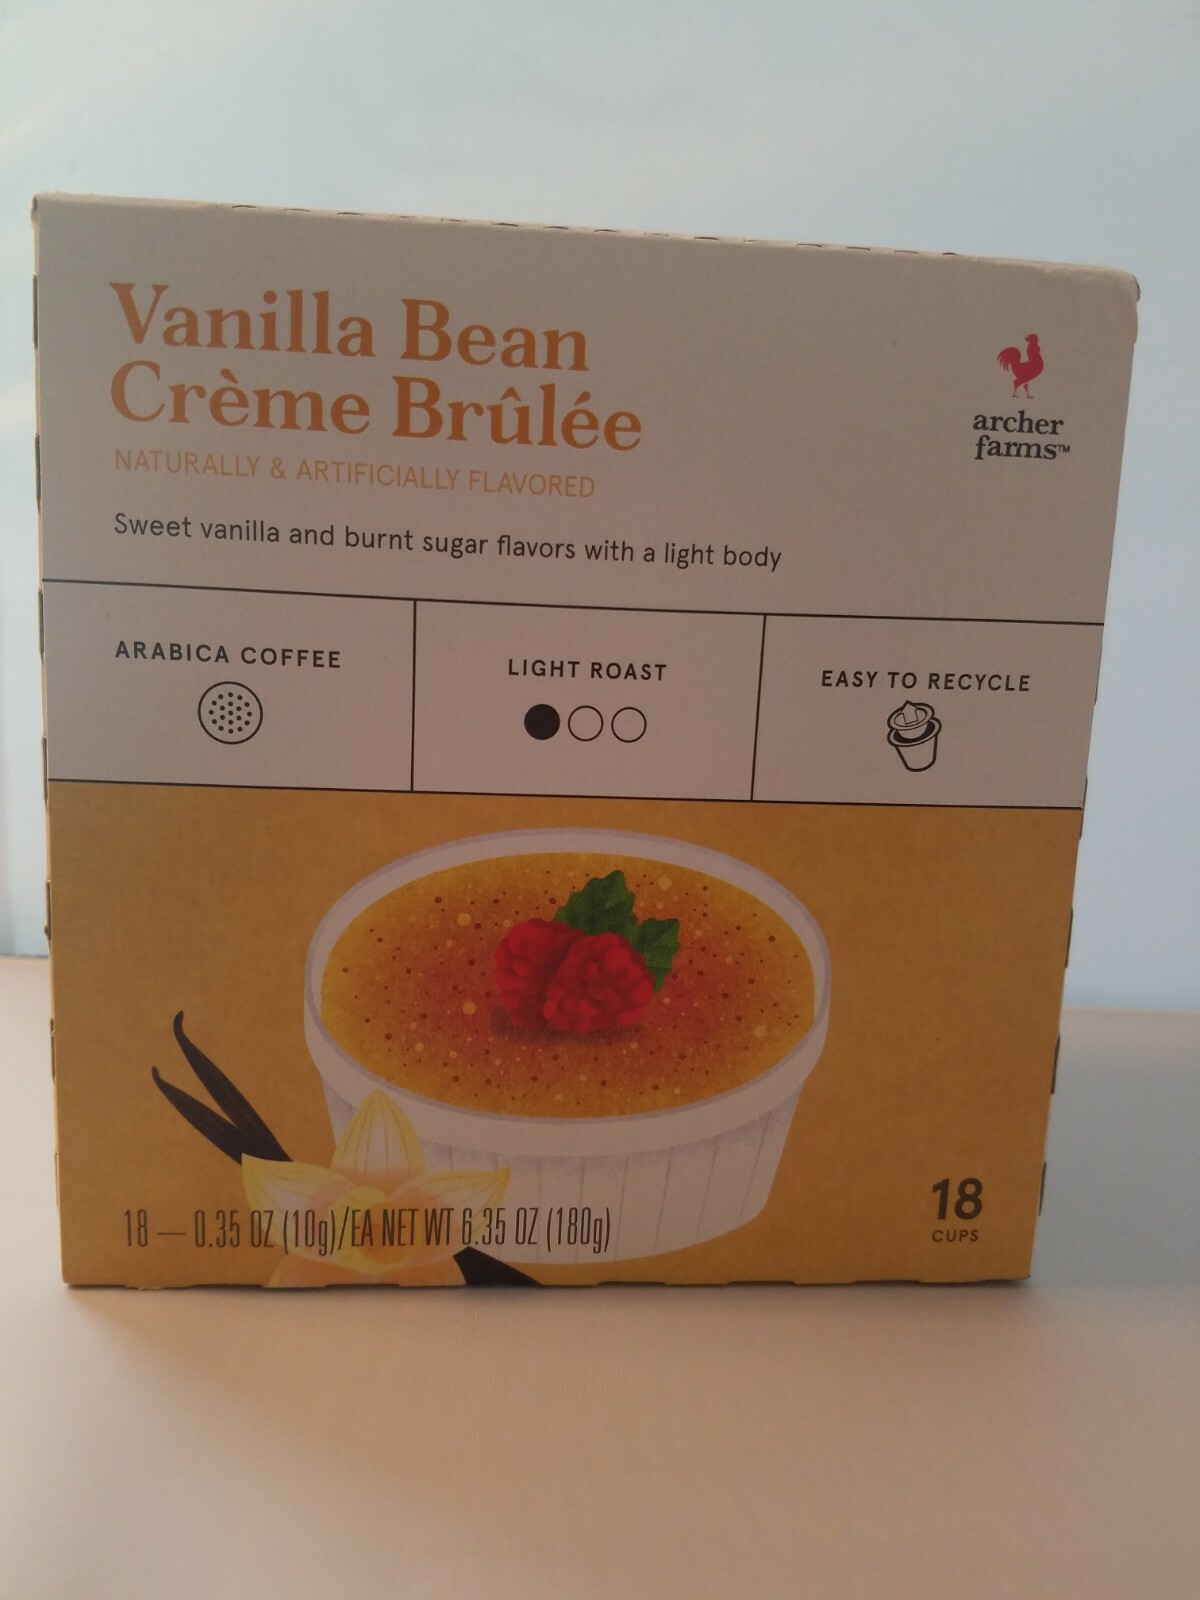 Vanilla Bean
Crème Brûlée
NATURALLY & ARTIFICIALLY FLAVORED
Sweet vanilla and burnt sugar flavors with a light body
archer
farms™
ARABICA COFFEE
LIGHT ROAST
EASY TO RECYCLE
18 — 0.35 OZ (10g)/EA NET WT 6.35 OZ (180g)
18
CUPS